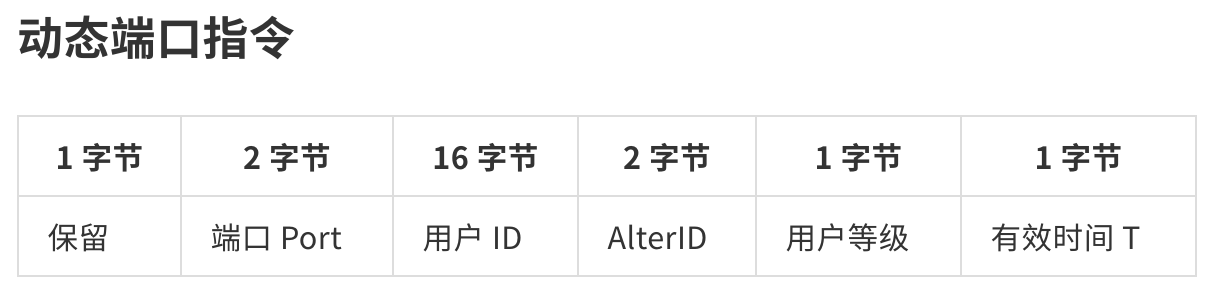 动态端口指令
1 字节 2 字节 16 字节 2 字节 1 字节 1 字节
保留 端口 Port 用户 ID AlterID 用户等级 有效时间 T